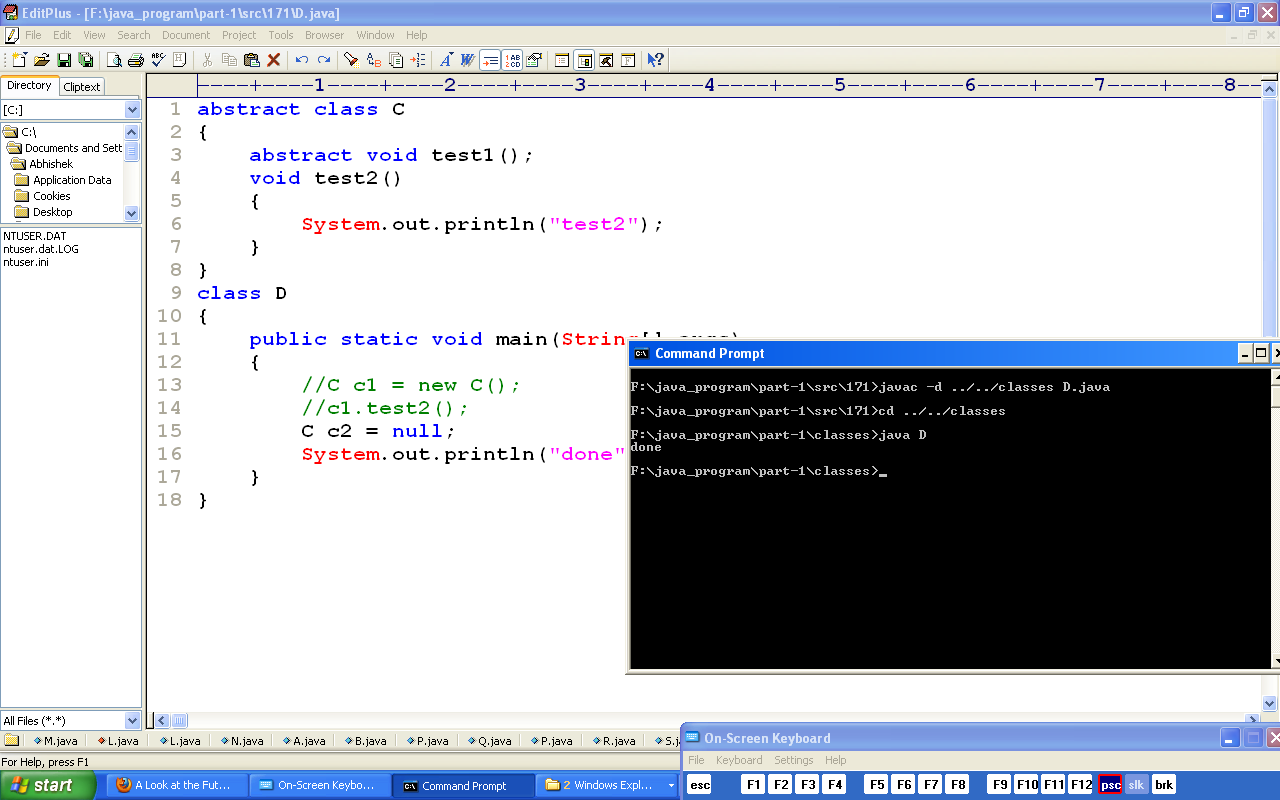 EditPlus - [F:\java_program\part-1\src\171\D.java]
File Edit View Search Document Project Tools Browser Window Help
Directory Cliptext
[C:]
C:\
Documents and Sett
Abhishek
Application Data
Cookies
Desktop
NTUSER.DAT
ntuser.dat.LOG
ntuser.ini
All Files (*.*)
----+----1----+----2----+----3----+----4----+----5----+----6----+----7----+----8--
1 abstract class C
2 {
3 abstract void test1();
4 void test2()
5 {
6 System.out.println("test2");
7 }
8 }
9 class D
10 {
11 public static void main(String[] args)
12 {
13 //C c1 = new C();
14 //c1.test2();
15 C c2 = null;
16 System.out.println("done"
17 }
18 }
Command Prompt
F:\java_program\part-1\src\171>javac -d ../../classes D.java
F:\java_program\part-1\src\171>cd ../../classes
F:\java_program\part-1\classes>java D
done
F:\java_program\part-1\classes>_
M.java L.java L.java N.java A.java B.java P.java Q.java P.java R.java S.ja
For Help, press F1
On-Screen Keyboard
File Keyboard Settings Help
esc F1 F2 F3 F4 F5 F6 F7 F8 F9 F10 F11 F12 psc slk brk
start A Look at the Fut... On-Screen Keybo... Command Prompt 2 Windows Expl...